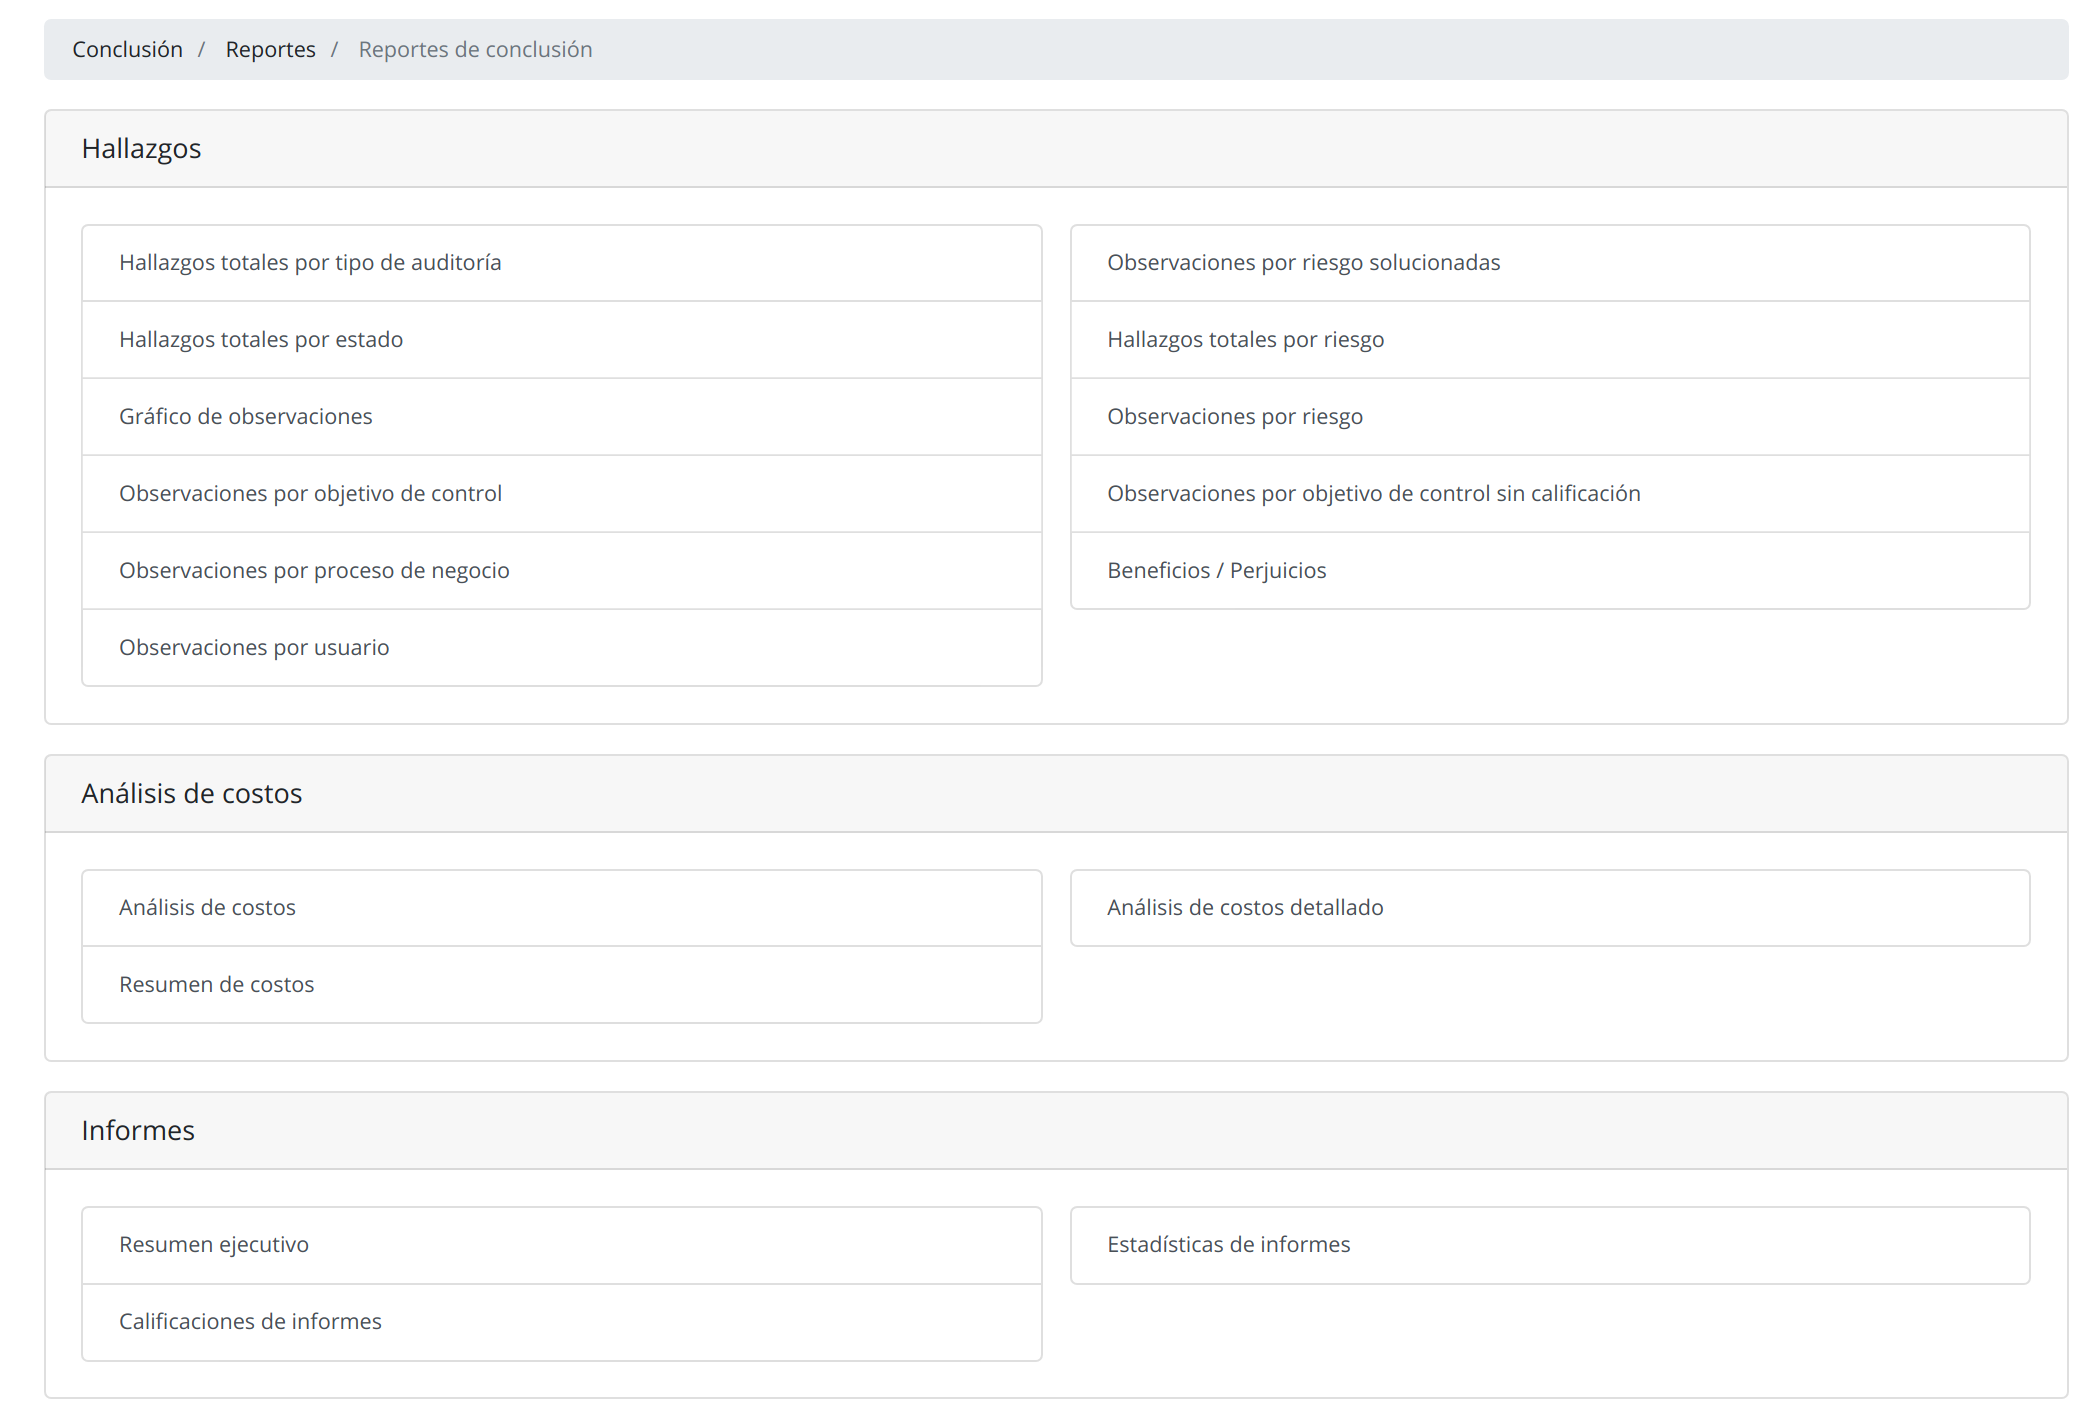 Conclusión / Reportes / Reportes de conclusión
Hallazgos
Hallazgos totales por tipo de auditoría
Hallazgos totales por estado
Gráfico de observaciones
Observaciones por objetivo de control
Observaciones por proceso de negocio
Observaciones por usuario
Observaciones por riesgo solucionadas
Hallazgos totales por riesgo
Observaciones por riesgo
Observaciones por objetivo de control sin calificación
Beneficios / Perjuicios
Análisis de costos
Análisis de costos
Resumen de costos
Análisis de costos detallado
Informes
Resumen ejecutivo
Calificaciones de informes
Estadísticas de informes